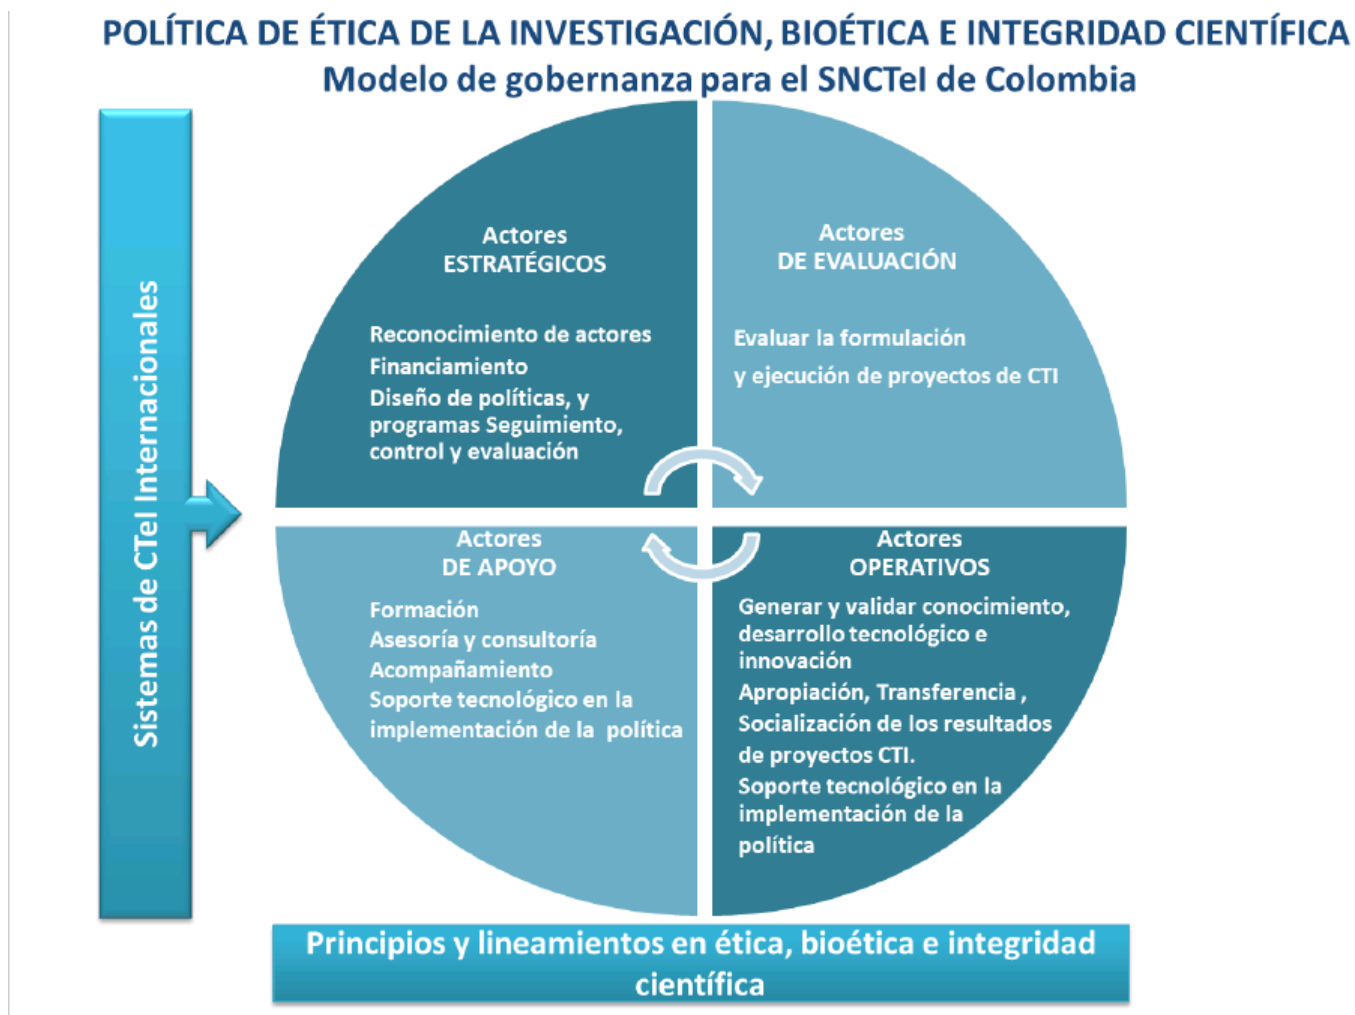 POLÍTICA DE ÉTICA DE LA INVESTIGACIÓN, BIOÉTICA E INTEGRIDAD CIENTÍFICA
Modelo de gobernanza para el SNCTeI de Colombia
Sistemas de CTeI Internacionales
Actores
ESTRATÉGICOS
Reconocimiento de actores
Financiamiento
Diseño de políticas, y
programas Seguimiento,
control y evaluación
Actores
DE EVALUACIÓN
Evaluar la formulación
y ejecución de proyectos de CTI
Actores
DE APOYO
Formación
Asesoría y consultoría
Acompañamiento
Soporte tecnológico en la
implementación de la política
Actores
OPERATIVOS
Generar y validar conocimiento,
desarrollo tecnológico e
innovación
Apropiación, Transferencia ,
Socialización de los resultados
de proyectos CTI.
Soporte tecnológico en la
implementación de la
política
Principios y lineamientos en ética, bioética e integridad
científica